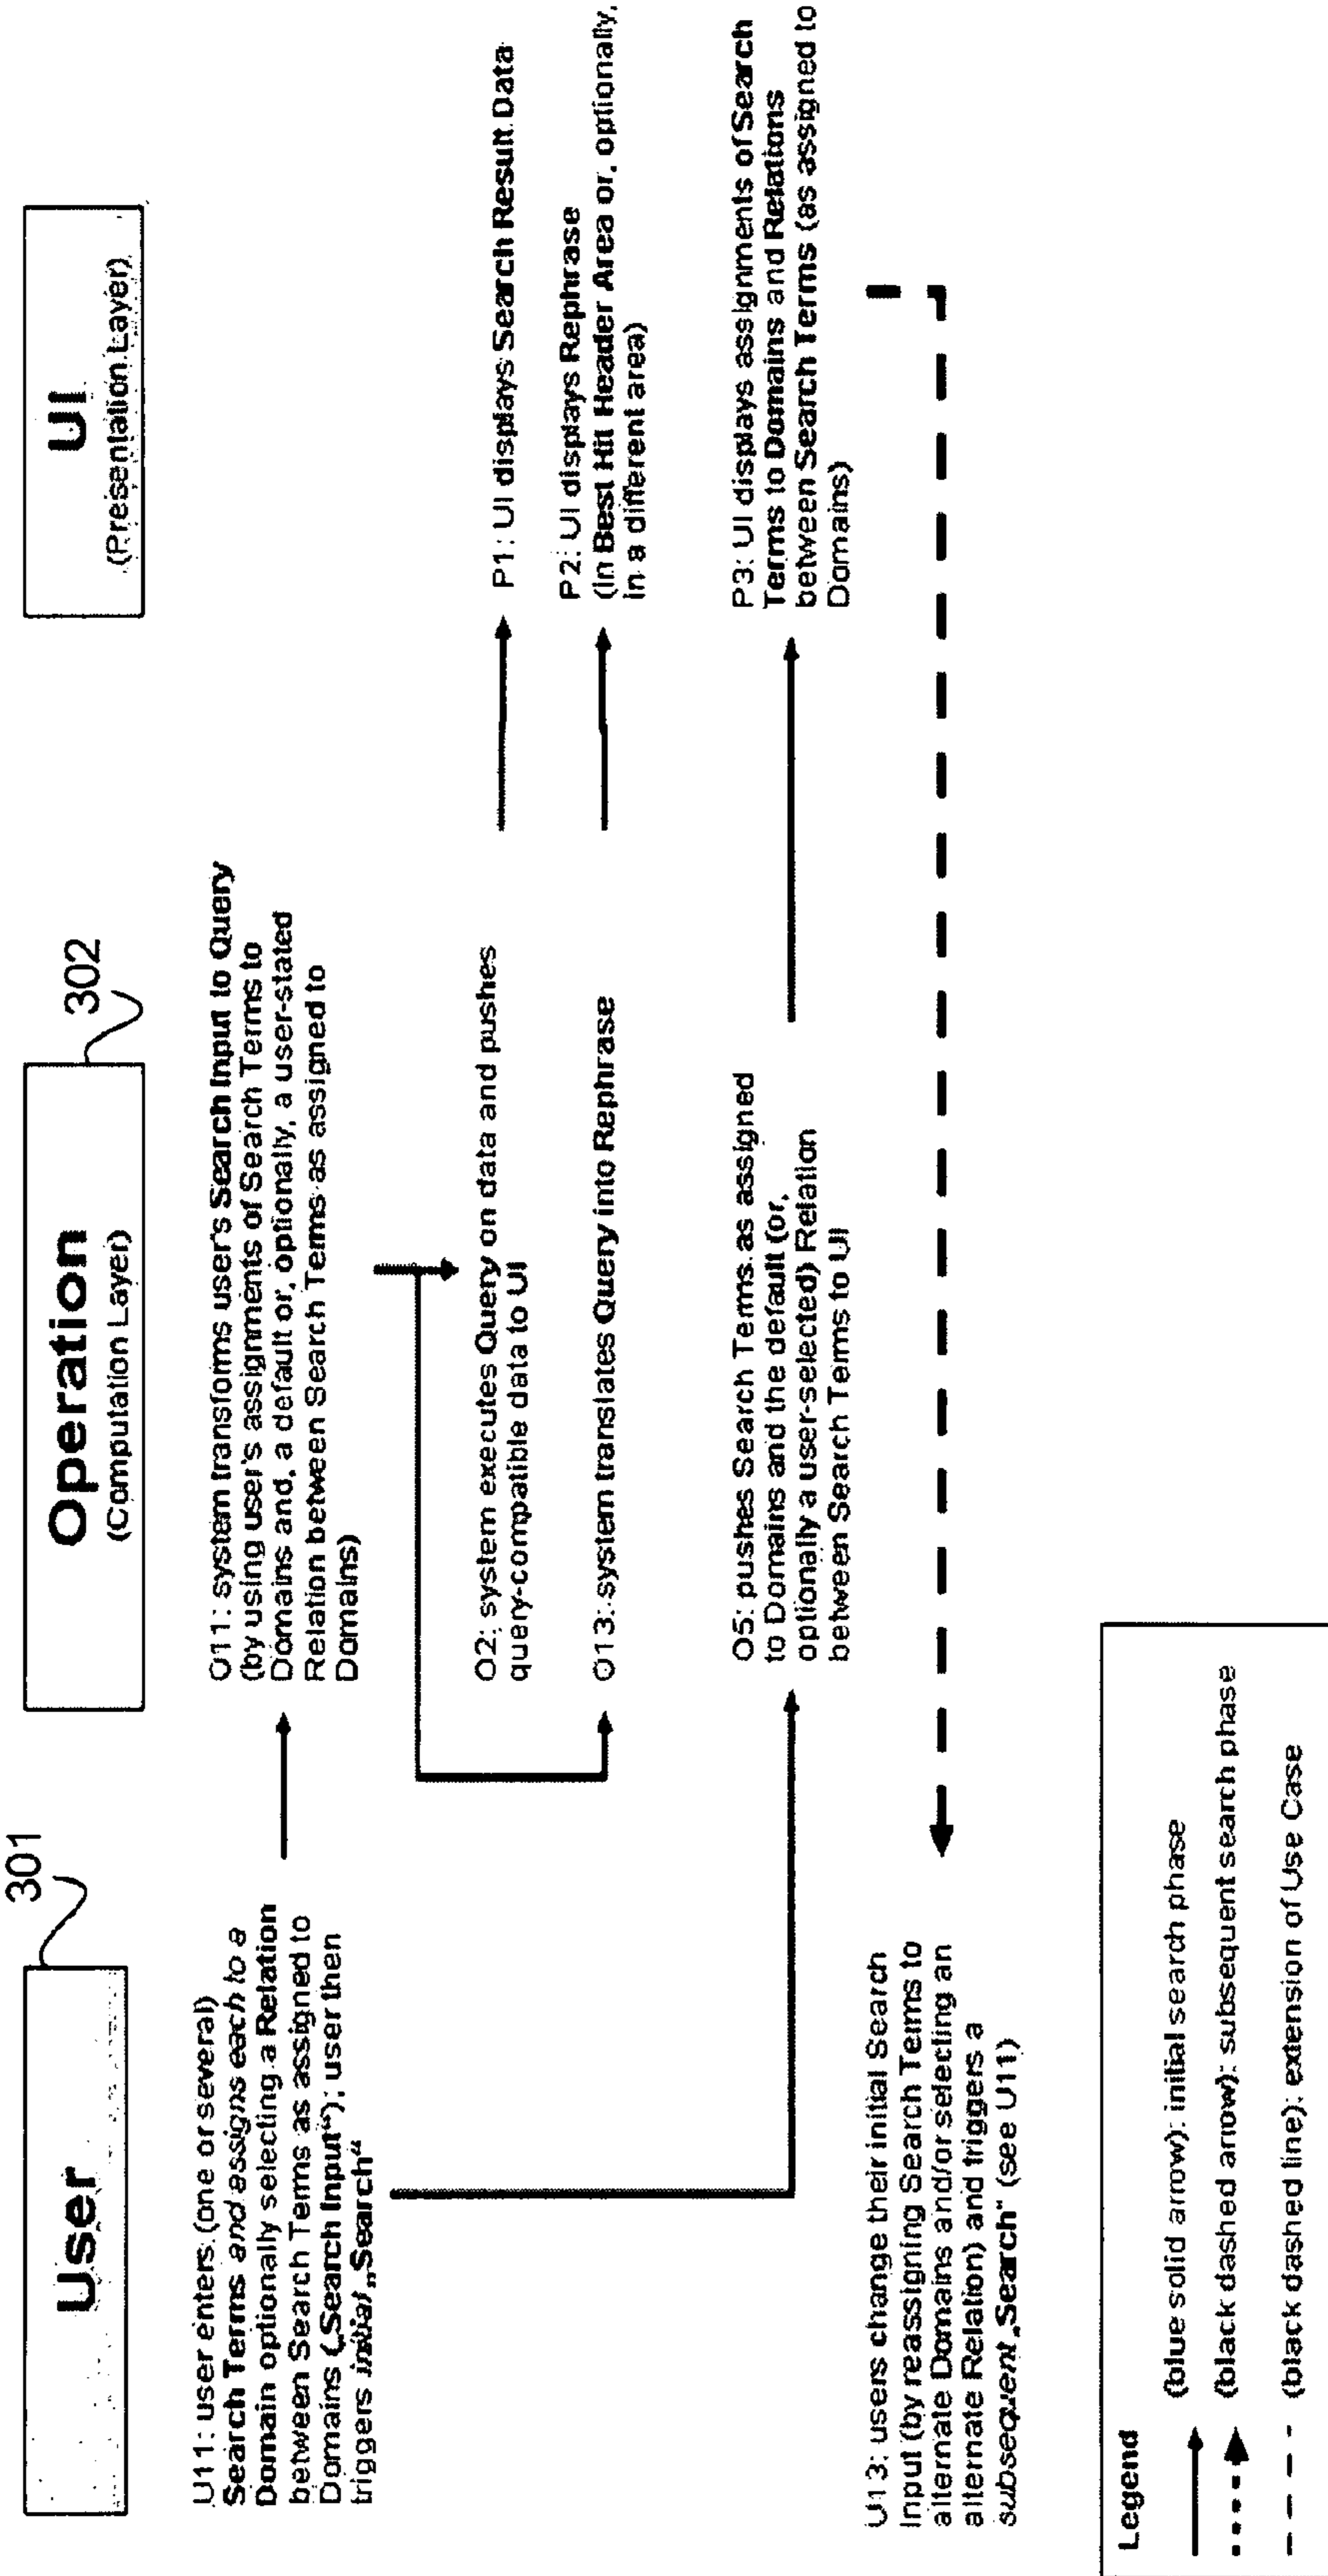 301
User
U11: user enters (one or several)
Search Terms and assigns each to a
Domain optionally selecting a Relation
between Search Terms as assigned to
Domains („Search Input“); user then
triggers initial „Search“
U13: users change their initial Search
Input (by reassigning Search Terms to
alternate Domains and/or selecting an
alternate Relation) and triggers a
subsequent „Search" (see U11)
302
Operation
(Computation Layer)
O11: system transforms user's Search Input to Query
(by using user's assignments of Search Terms to
Domains and, a default or, optionally, a user-stated
Relation between Search Terms as assigned to
Domains)
O2: system executes Query on data and pushes
query-compatible data to UI
O13: system translates Query into Rephrase
O5: pushes Search Terms as assigned
to Domains and the default (or,
optionally a user-selected) Relation
between Search Terms to UI
UI
(Presentation Layer)
P1: UI displays Search Result Data
P2: UI displays Rephrase
(in Best Hit Header Area or, optionally,
in a different area)
P3: UI displays assignments of Search
Terms to Domains and Relations
between Search Terms (as assigned to
Domains)
Legend
(blue solid arrow): initial search phase
(black dashed arrow): subsequent search phase
(black dashed line): extension of Use Case